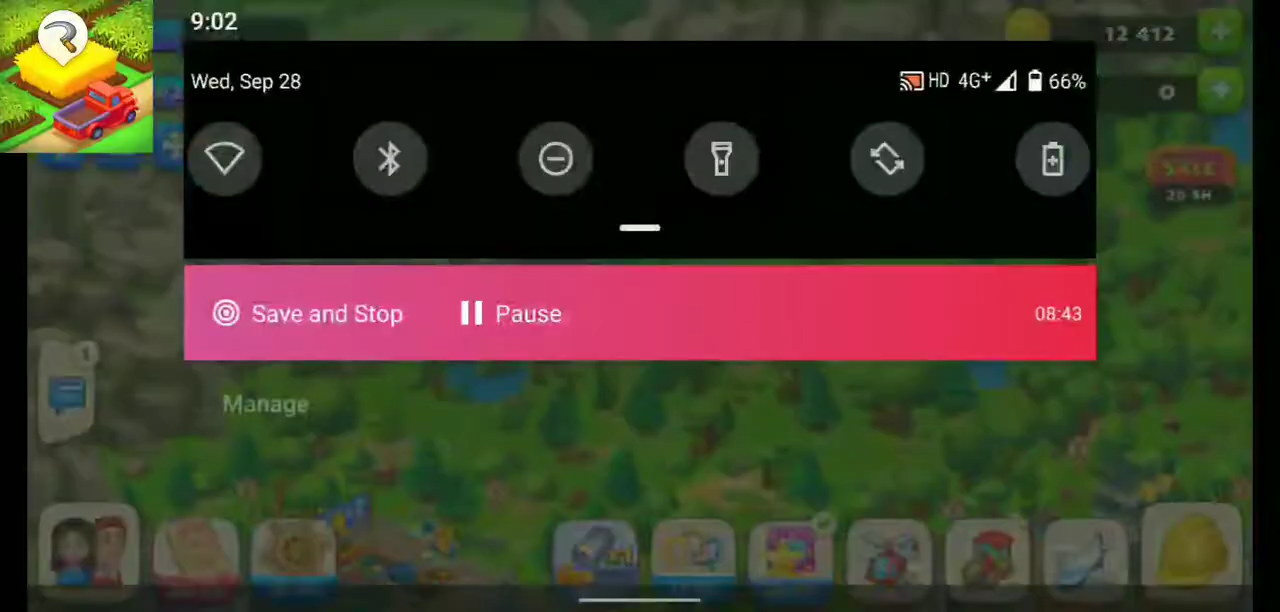 9:02
12 412
Wed, Sep 28
HD 4G+ 66%
0
SALE
Save and Stop Pause 08:43
1
Manage